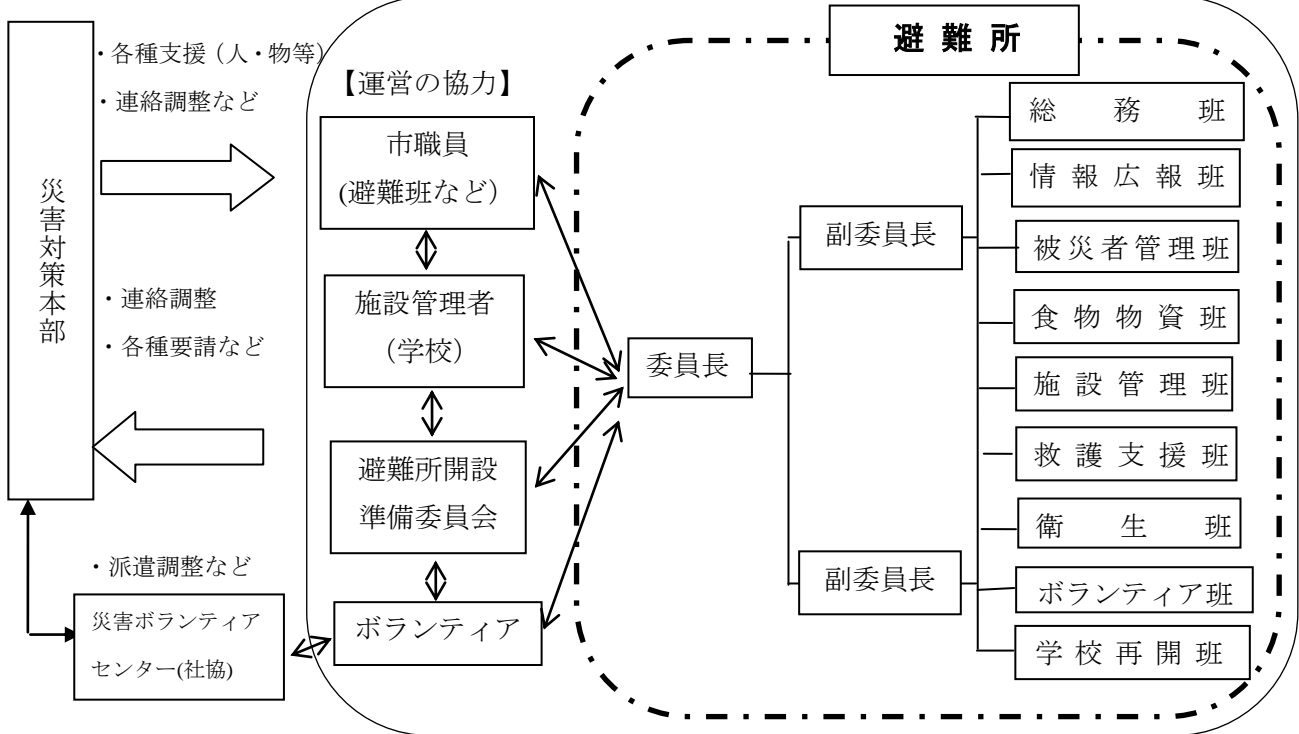 災害対策本部
・各種支援（人・物等）
・連絡調整など
・連絡調整
・各種要請など
・派遣調整など
災害ボランティア
センター(社協)
【運営の協力】
市職員
(避難班など）
施設管理者
（学校）
避難所開設
準備委員会
ボランティア
避難所
委員長
副委員長
副委員長
総務班
情報広報班
被災者管理班
食物物資班
施設管理班
救護支援班
衛生班
ボランティア班
学校再開班